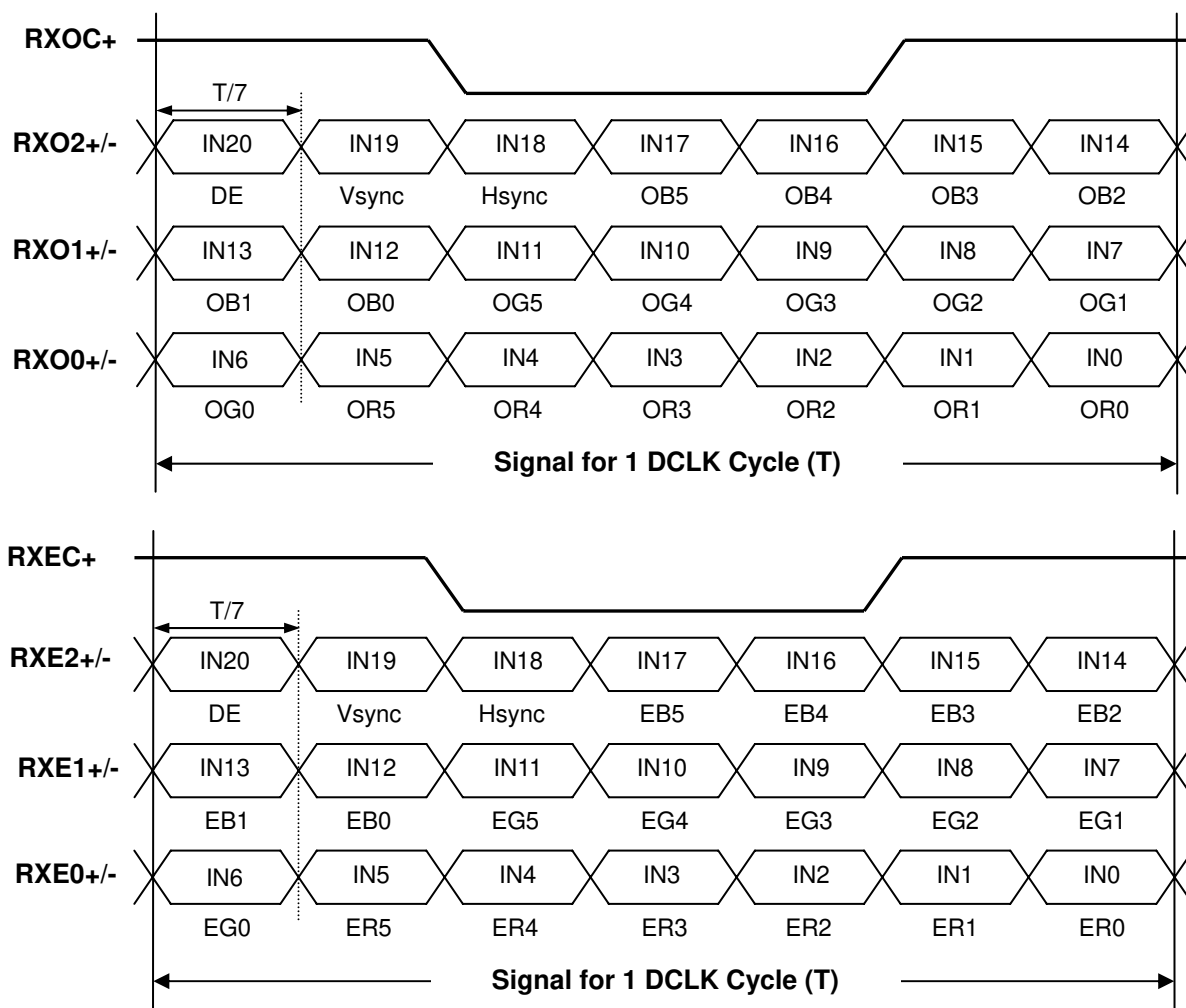 RXOC+
T/7
RXO2+/- IN20 IN19 IN18 IN17 IN16 IN15 IN14
DE Vsync Hsync OB5 OB4 OB3 OB2
RXO1+/- IN13 IN12 IN11 IN10 IN9 IN8 IN7
OB1 OB0 OG5 OG4 OG3 OG2 OG1
RXO0+/- IN6 IN5 IN4 IN3 IN2 IN1 IN0
OG0 OR5 OR4 OR3 OR2 OR1 OR0
Signal for 1 DCLK Cycle (T)
RXEC+
T/7
RXE2+/- IN20 IN19 IN18 IN17 IN16 IN15 IN14
DE Vsync Hsync EB5 EB4 EB3 EB2
RXE1+/- IN13 IN12 IN11 IN10 IN9 IN8 IN7
EB1 EB0 EG5 EG4 EG3 EG2 EG1
RXE0+/- IN6 IN5 IN4 IN3 IN2 IN1 IN0
EG0 ER5 ER4 ER3 ER2 ER1 ER0
Signal for 1 DCLK Cycle (T)